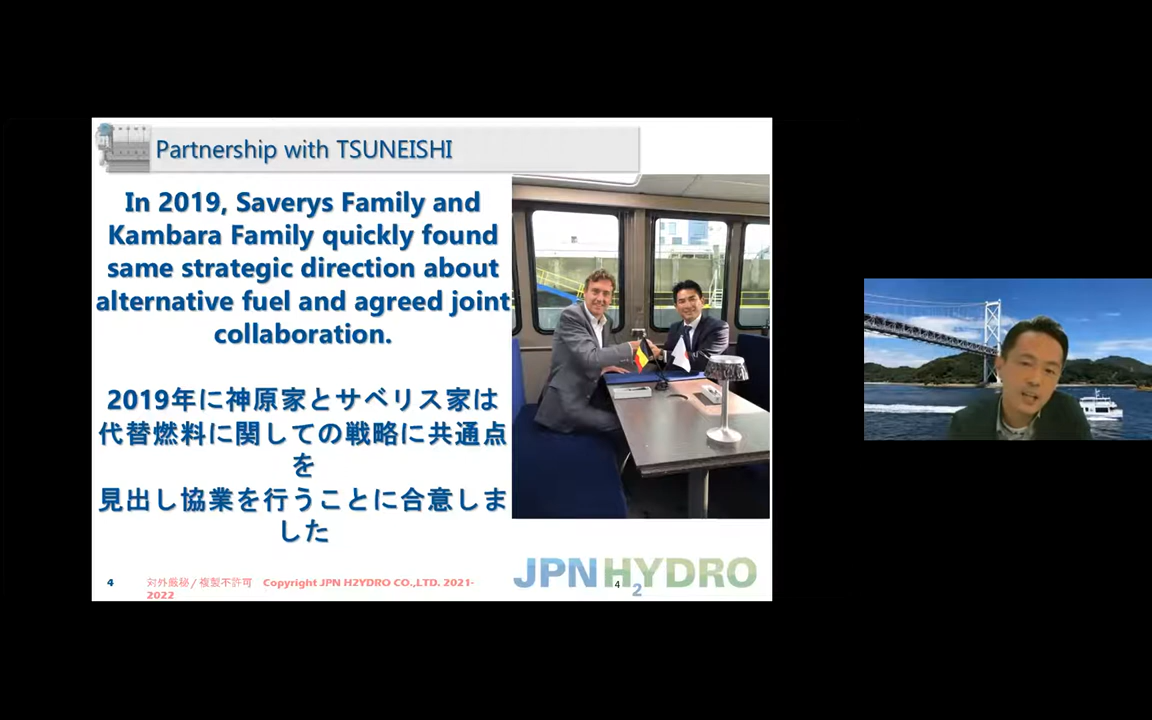 Partnership with TSUNEISHI
In 2019, Saverys Family and
Kambara Family quickly found
same strategic direction about
alternative fuel and agreed joint
collaboration.
2019年に神原家とサベリス家は
代替燃料に関しての戦略に共通点
を
見出し協業を行うことに合意しま
した
4 対外厳秘/複製不許可 Copyright JPN H2YDRO CO.,LTD. 2021-
2022
JPNH2YDRO
4